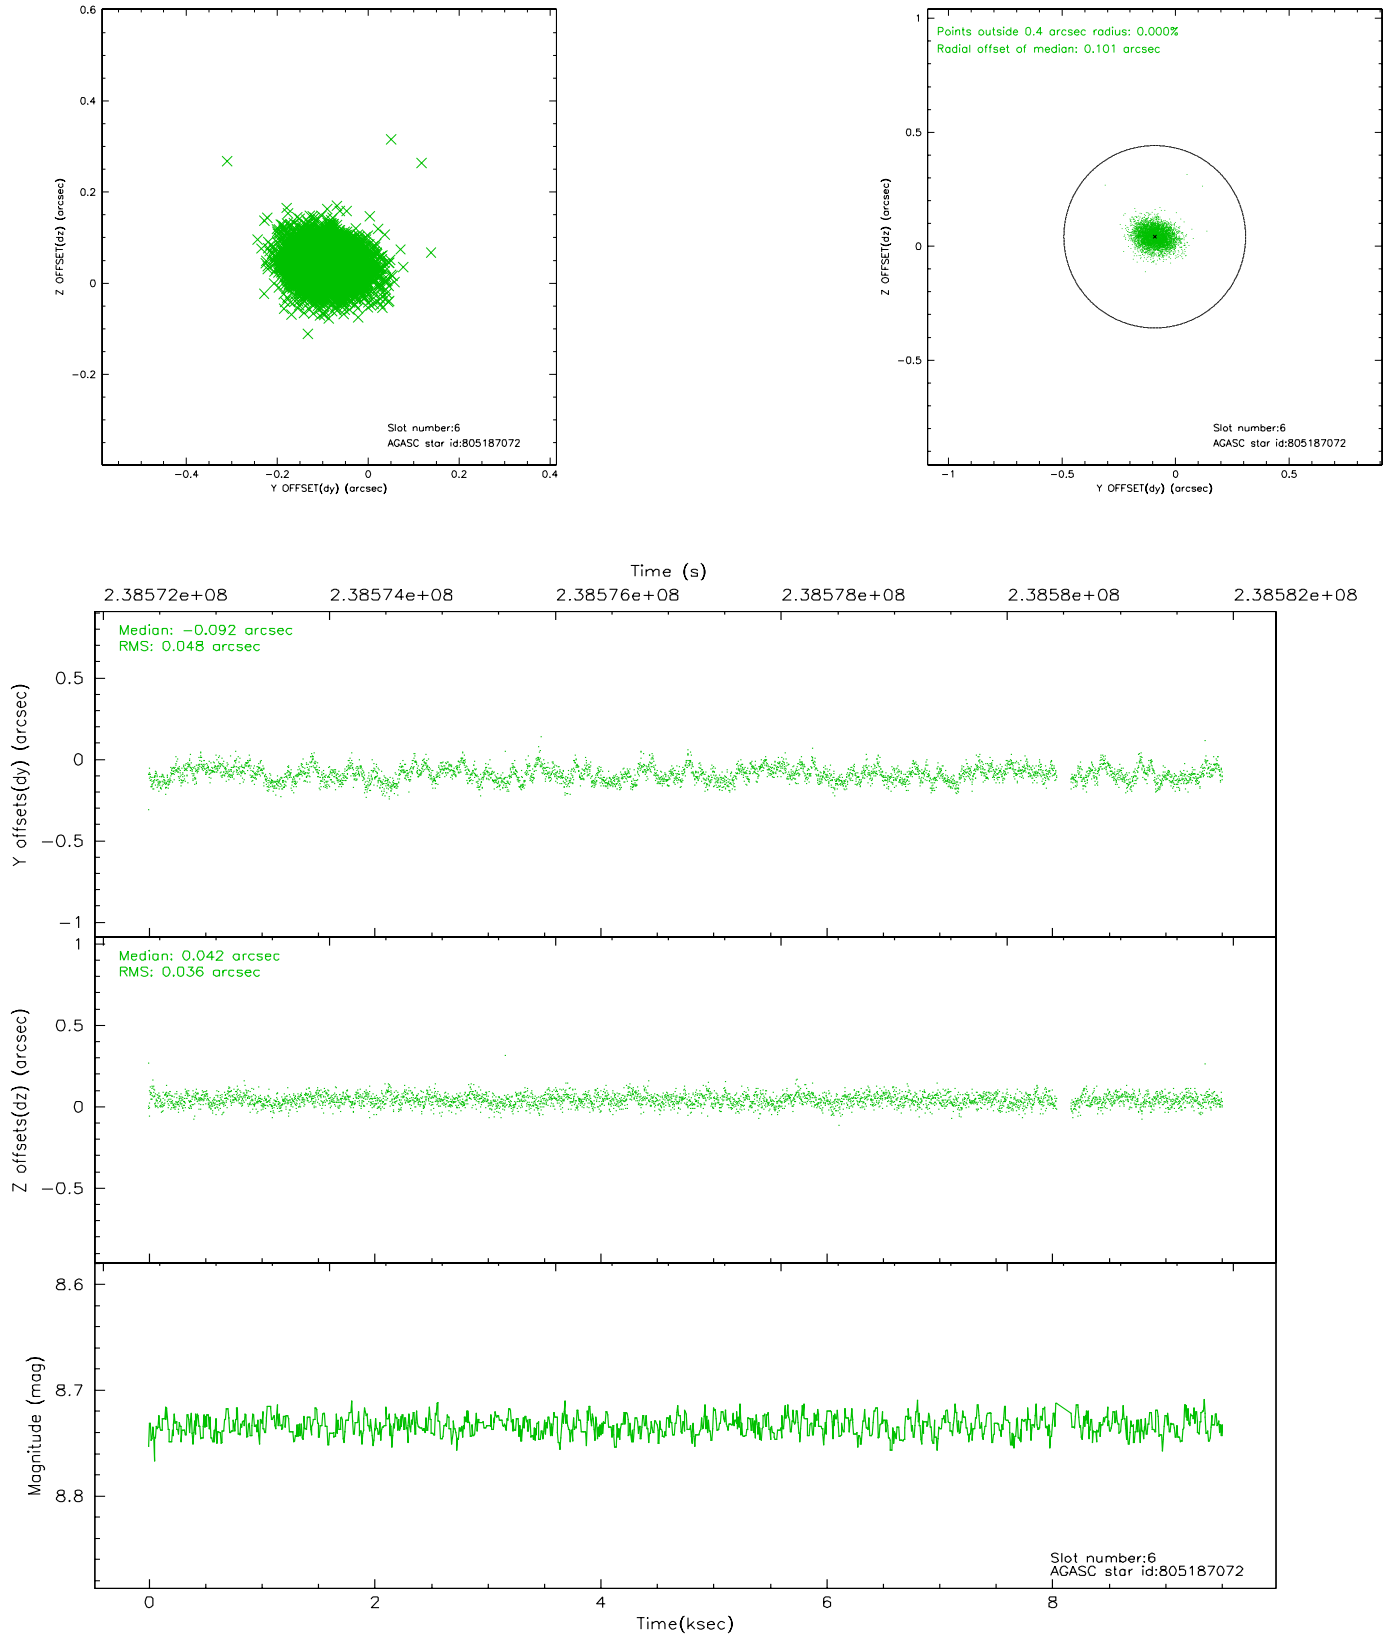 0.6
0.4
0.2
0
−0.2
Z OFFSET(dz) (arcsec)
Slot number:6
AGASC star id:805187072
−0.4 −0.2 0 0.2 0.4
Y OFFSET(dy) (arcsec)
Points outside 0.4 arcsec radius: 0.000%
Radial offset of median: 0.101 arcsec
1
0.5
0
−0.5
Z OFFSET(dz) (arcsec)
Slot number:6
AGASC star id:805187072
−1 −0.5 0 0.5
Y OFFSET(dy) (arcsec)
Time (s)
2.38572e+08 2.38574e+08 2.38576e+08 2.38578e+08 2.3858e+08 2.38582e+08
Median: −0.092 arcsec
RMS: 0.048 arcsec
0.5
0
−0.5
−1
Y offsets(dy) (arcsec)
Median: 0.042 arcsec
RMS: 0.036 arcsec
1
0.5
0
−0.5
Z offsets(dz) (arcsec)
8.6
8.7
8.8
Magnitude (mag)
Slot number:6
AGASC star id:805187072
0 2 4 6 8
Time(ksec)